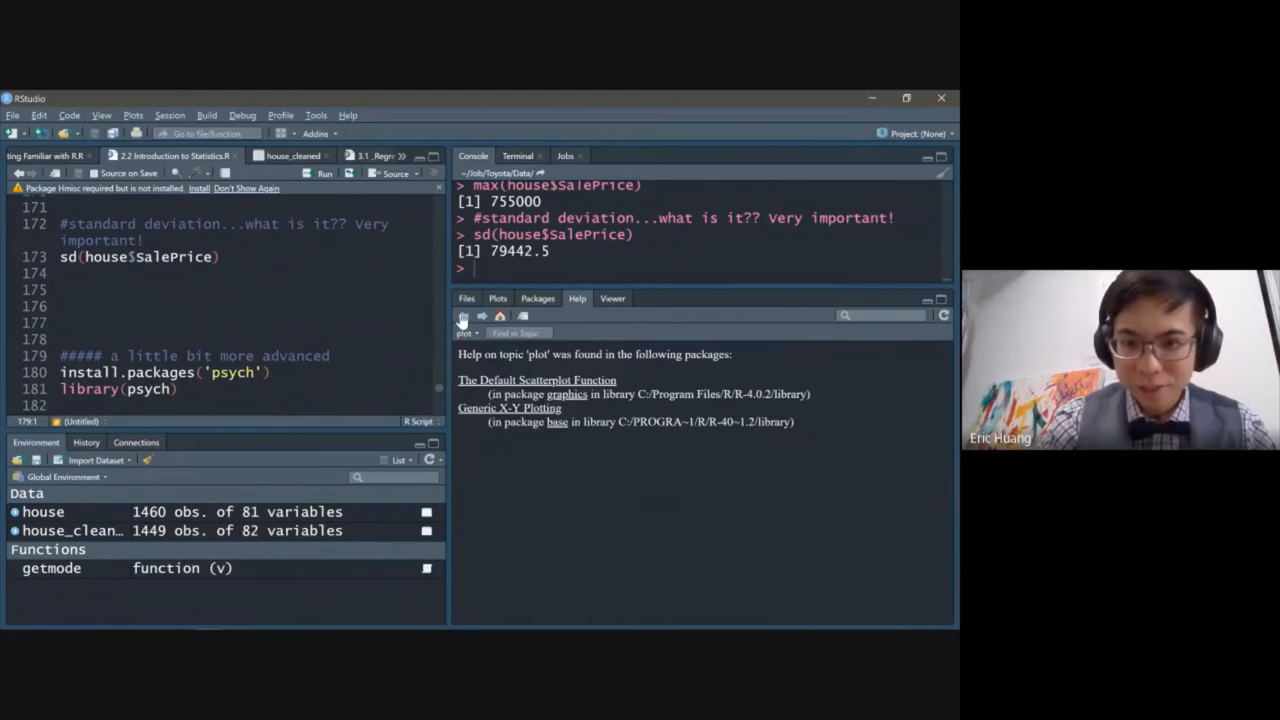 RStudio
File Edit Code View Plots Session Build Debug Profile Tools Help
Go to file/function Addins Project: (None)
ting Familiar with R.R 2.2 Introduction to Statistics.R house_cleaned 3.1 _Regre
Source on Save Run Source
Package Hmisc required but is not installed. Install Don't Show Again
171
172 #standard deviation...what is it?? Very
important!
173 sd(house$SalePrice)
174
175
176
177
178
179 ##### a little bit more advanced
180 install.packages('psych')
181 library(psych)
182
179:1 (Untitled) R Script
Environment History Connections
Import Dataset List
Global Environment
Data
house 1460 obs. of 81 variables
house_clean… 1449 obs. of 82 variables
Functions
getmode function (v)
Console Terminal Jobs
~/Job/Toyota/Data/
> max(house$SalePrice)
[1] 755000
> #standard deviation...what is it?? Very important!
> sd(house$SalePrice)
[1] 79442.5
>
Files Plots Packages Help Viewer
plot Find in Topic
Help on topic 'plot' was found in the following packages:
The Default Scatterplot Function
(in package graphics in library C:/Program Files/R/R-4.0.2/library)
Generic X-Y Plotting
(in package base in library C:/PROGRA~1/R/R-40~1.2/library)
Eric Huang